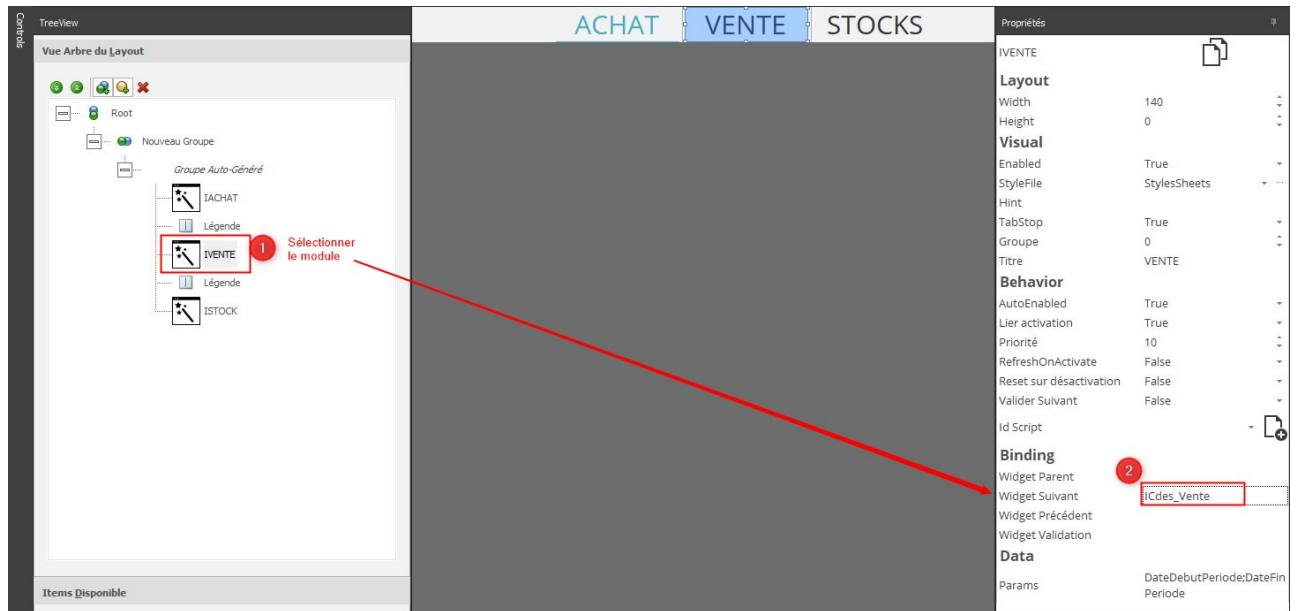 Controls
TreeView
Vue Arbre du Layout
Root
Nouveau Groupe
Groupe Auto-Généré
IACHAT
Légende
IVENTE
1
Sélectionner
le module
Légende
ISTOCK
Items Disponible
ACHAT VENTE STOCKS
Propriétés
IVENTE
Layout
Width 140
Height 0
Visual
Enabled True
StyleFile StylesSheets
Hint
TabStop True
Groupe 0
Titre VENTE
Behavior
AutoEnabled True
Lier activation True
Priorité 10
RefreshOnActivate False
Reset sur désactivation False
Valider Suivant False
Id Script
Binding
Widget Parent
2
Widget Suivant ICdes_Vente
Widget Précédent
Widget Validation
Data
Params DateDebutPeriode;DateFin
Periode